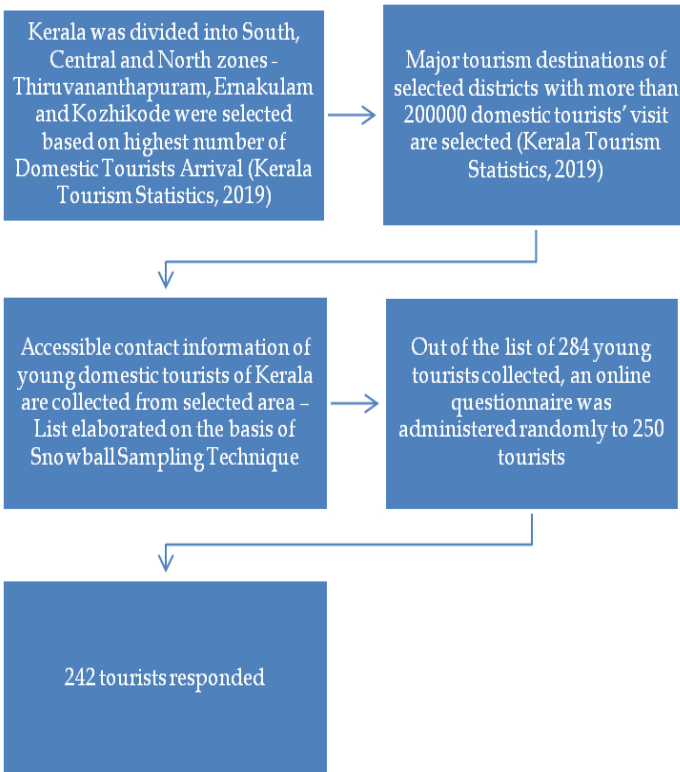 Kerala was divided into South,
Central and North zones -
Thiruvananthapuram, Ernakulam
and Kozhikode were selected
based on highest number of
Domestic Tourists Arrival (Kerala
Tourism Statistics, 2019)
Major tourism destinations of
selected districts with more than
200000 domestic tourists’ visit
are selected (Kerala Tourism
Statistics, 2019)
Accessible contact information of
young domestic tourists of Kerala
are collected from selected area –
List elaborated on the basis of
Snowball Sampling Technique
Out of the list of 284 young
tourists collected, an online
questionnaire was
administered randomly to 250
tourists
242 tourists responded